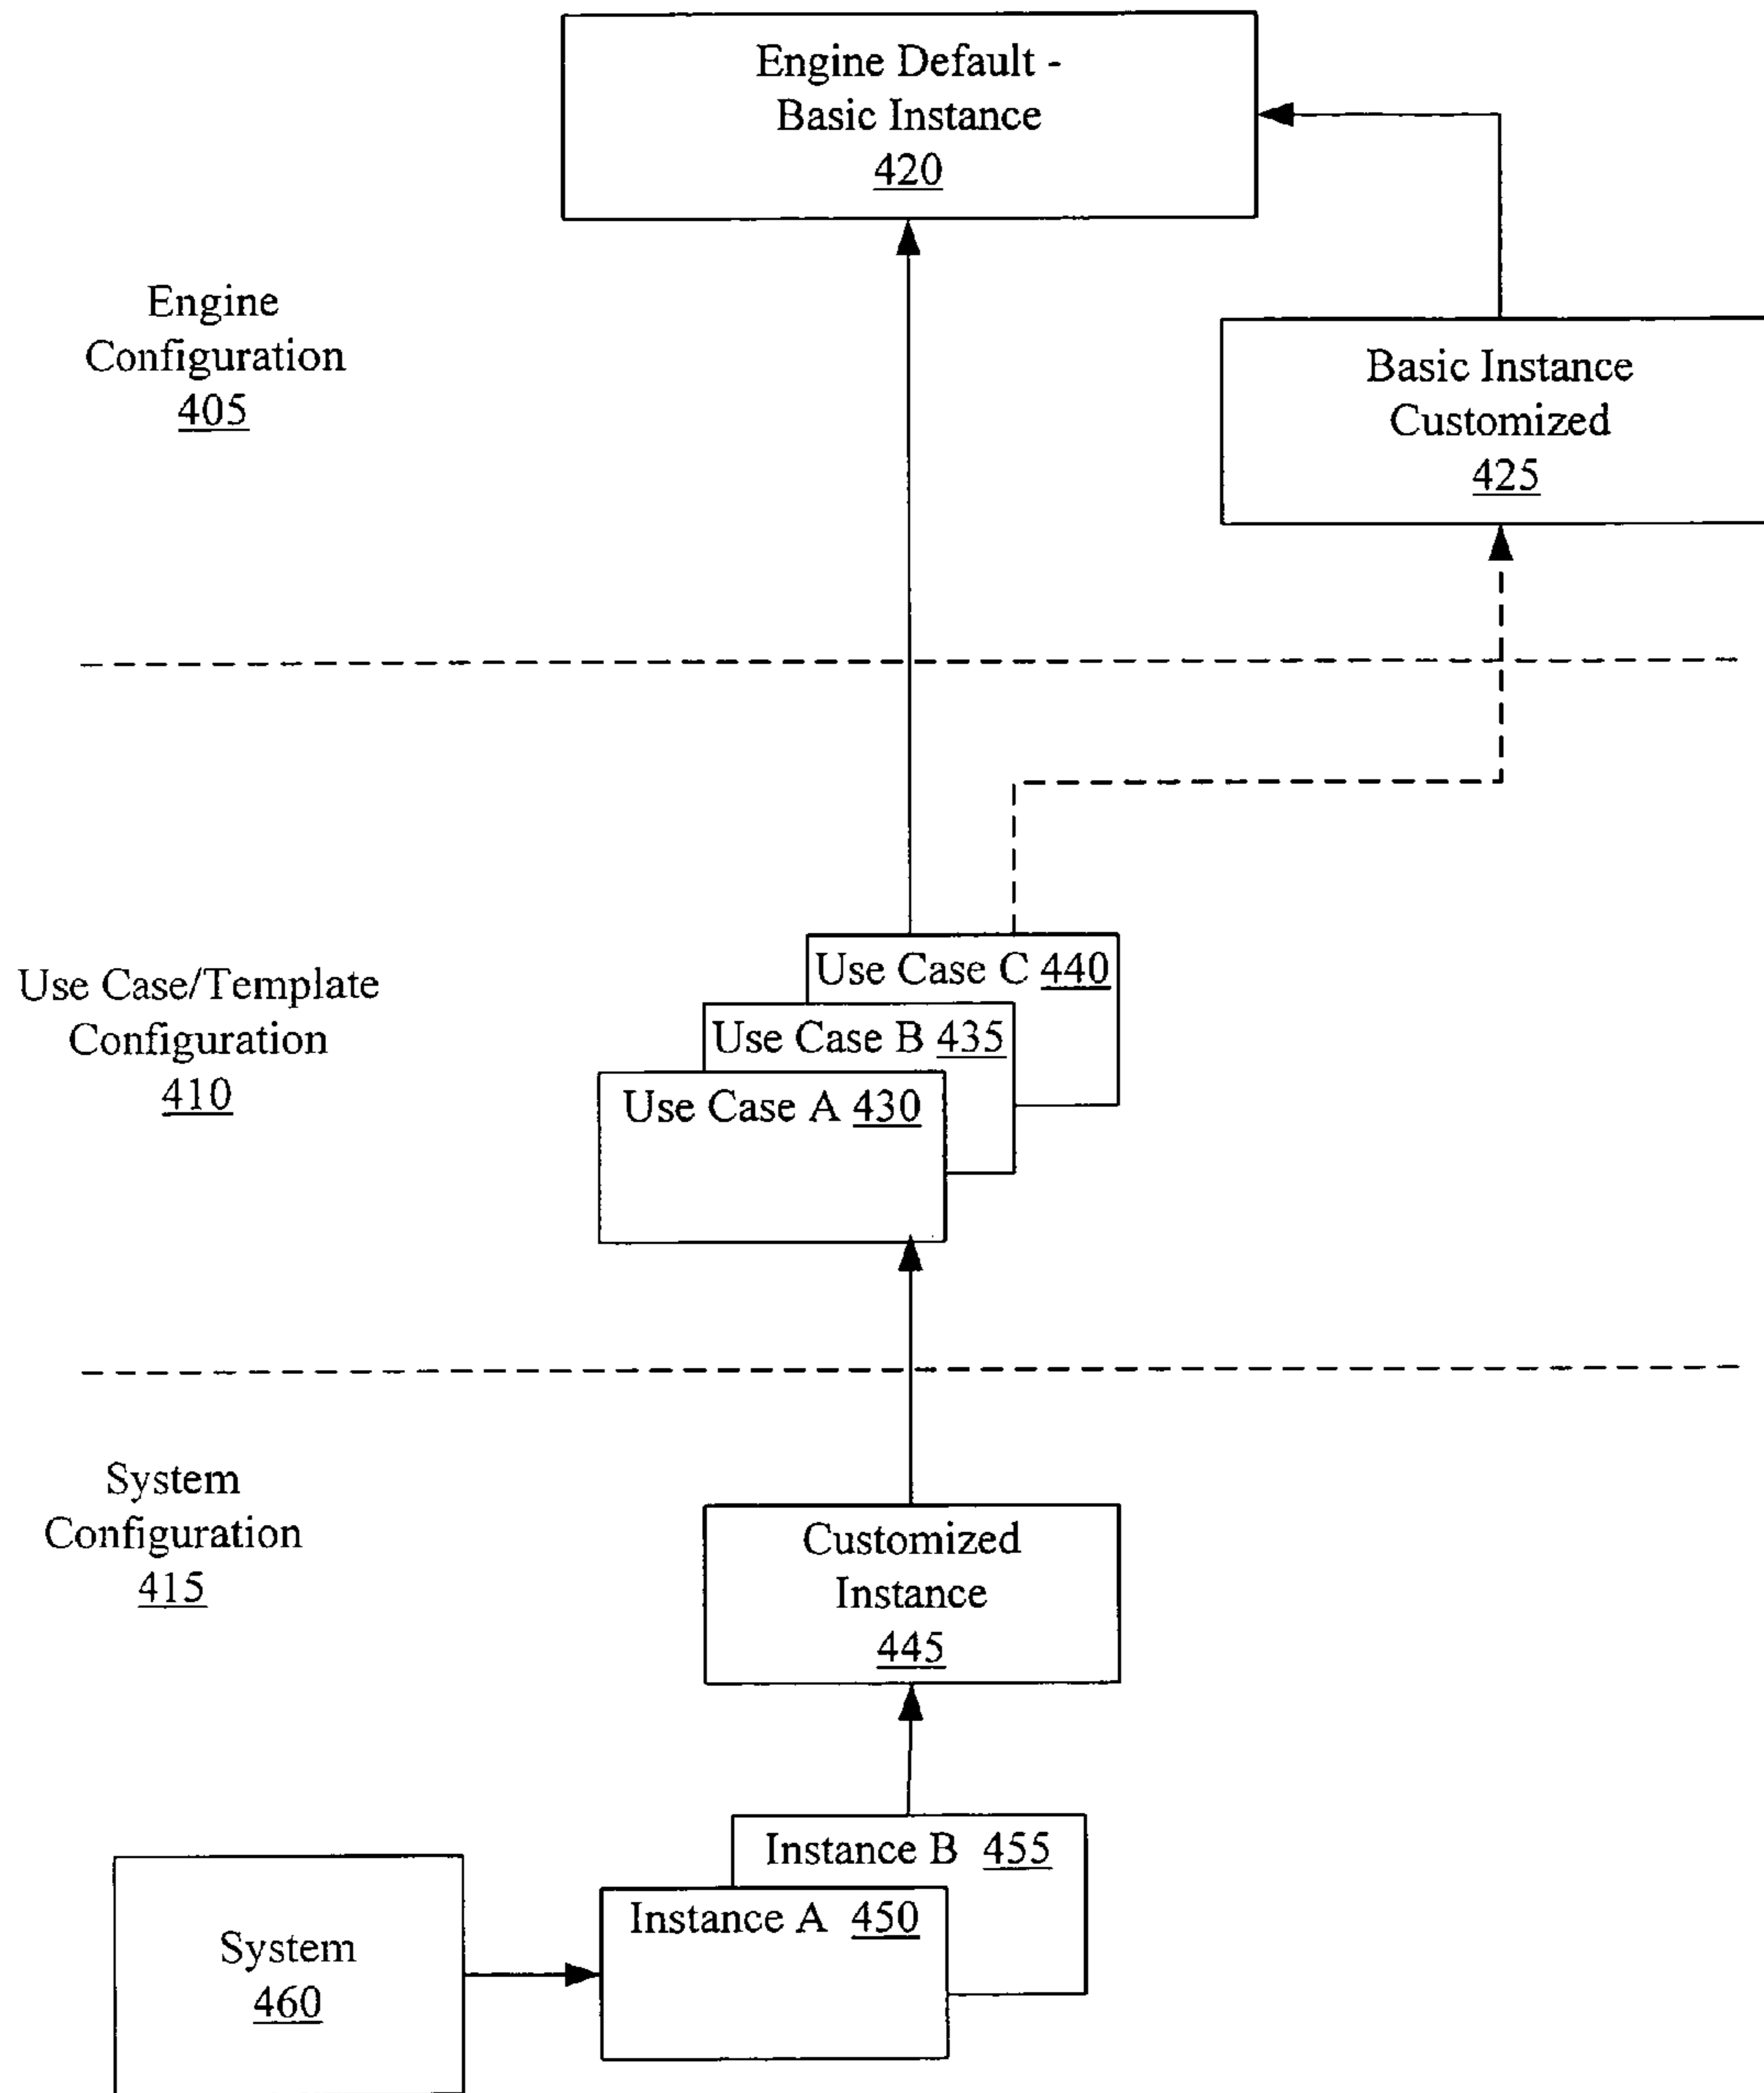 Engine Default -
Basic Instance
420
Engine
Configuration
405
Basic Instance
Customized
425
Use Case/Template
Configuration
410
Use Case C 440
Use Case B 435
Use Case A 430
System
Configuration
415
Customized
Instance
445
Instance B 455
Instance A 450
System
460